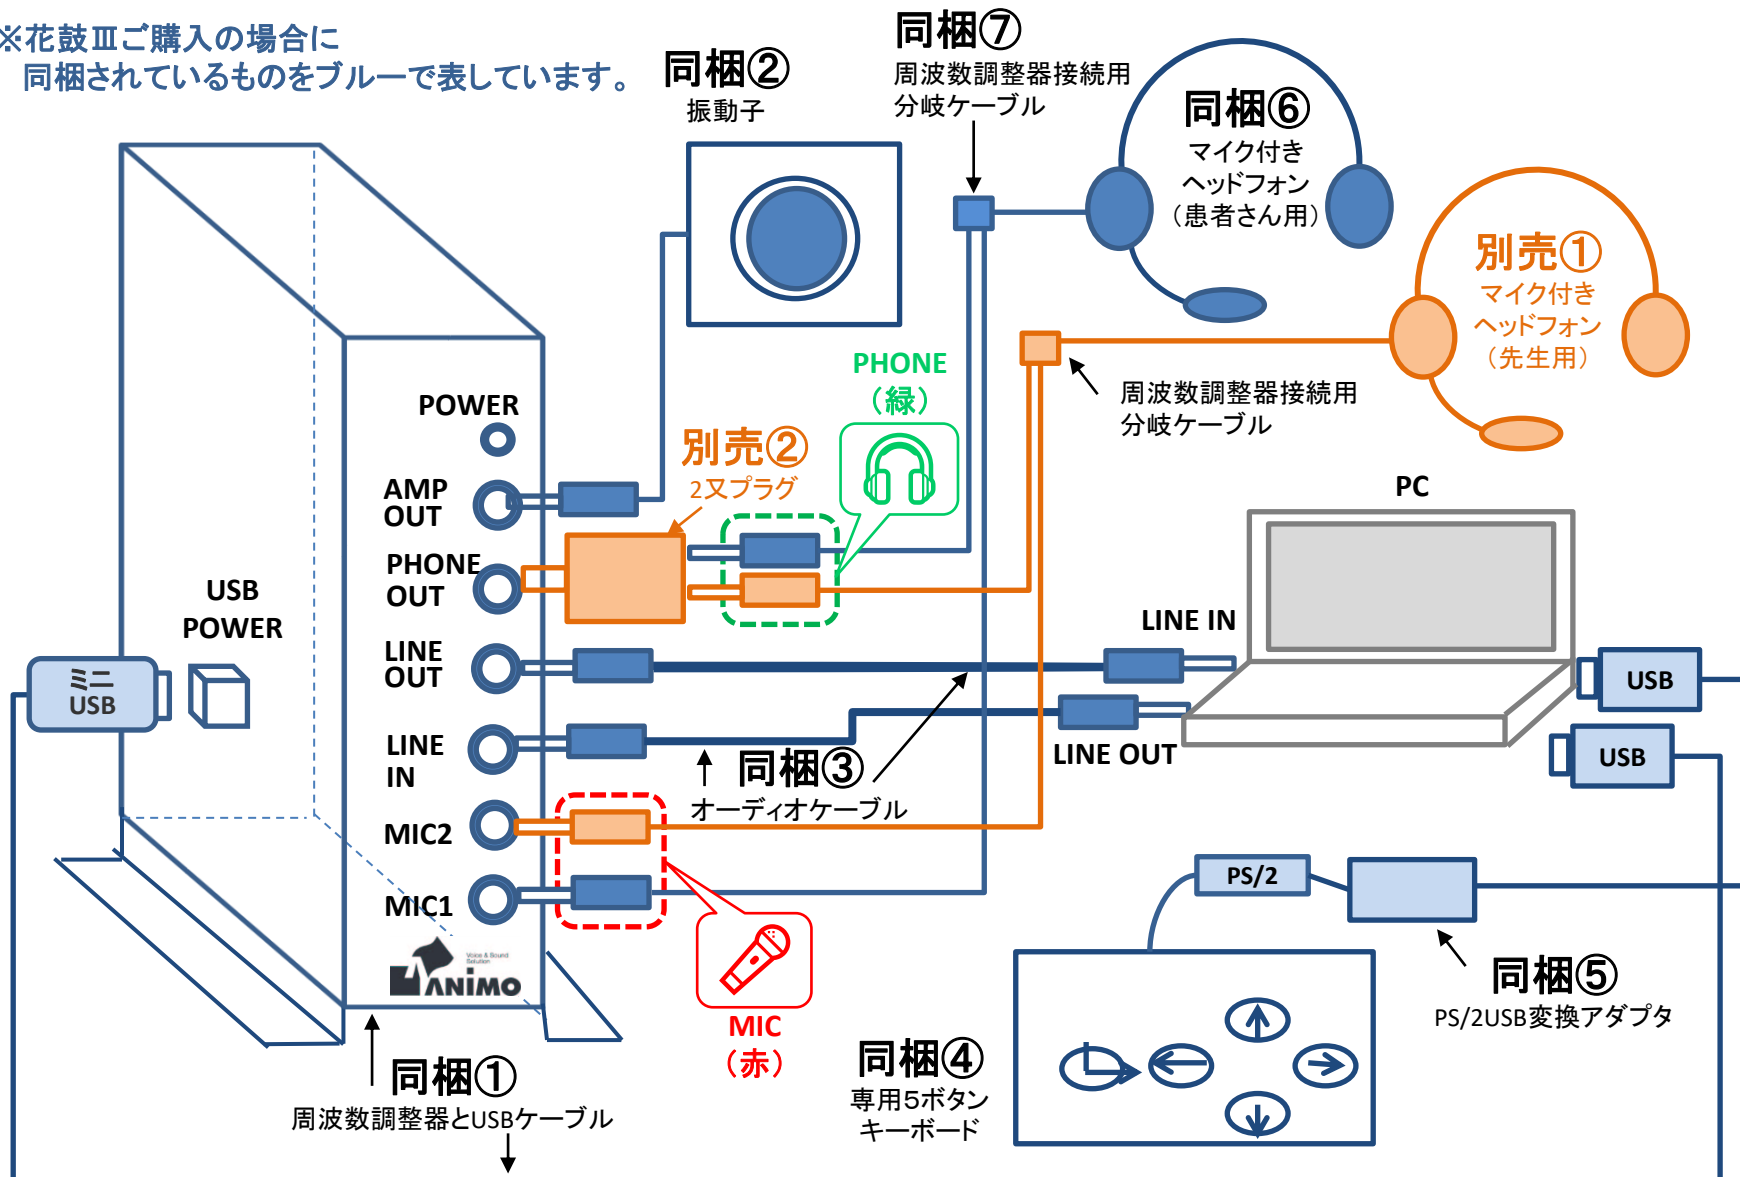 ※花鼓Ⅲご購入の場合に
同梱されているものをブルーで表しています。
同梱②
振動子
同梱⑦
周波数調整器接続用
分岐ケーブル
同梱⑥
マイク付き
ヘッドフォン
（患者さん用）
別売①
マイク付き
ヘッドフォン
（先生用）
周波数調整器接続用
分岐ケーブル
PHONE
（緑）
別売②
2又プラグ
POWER
AMP
OUT
PHONE
OUT
LINE
OUT
LINE
IN
MIC2
MIC1
USB
POWER
ミニ
USB
PC
LINE IN
LINE OUT
USB
USB
同梱③
オーディオケーブル
PS/2
同梱⑤
PS/2USB変換アダプタ
MIC
（赤）
Voice & Sound
Solution
ANIMO
同梱①
周波数調整器とUSBケーブル
同梱④
専用5ボタン
キーボード